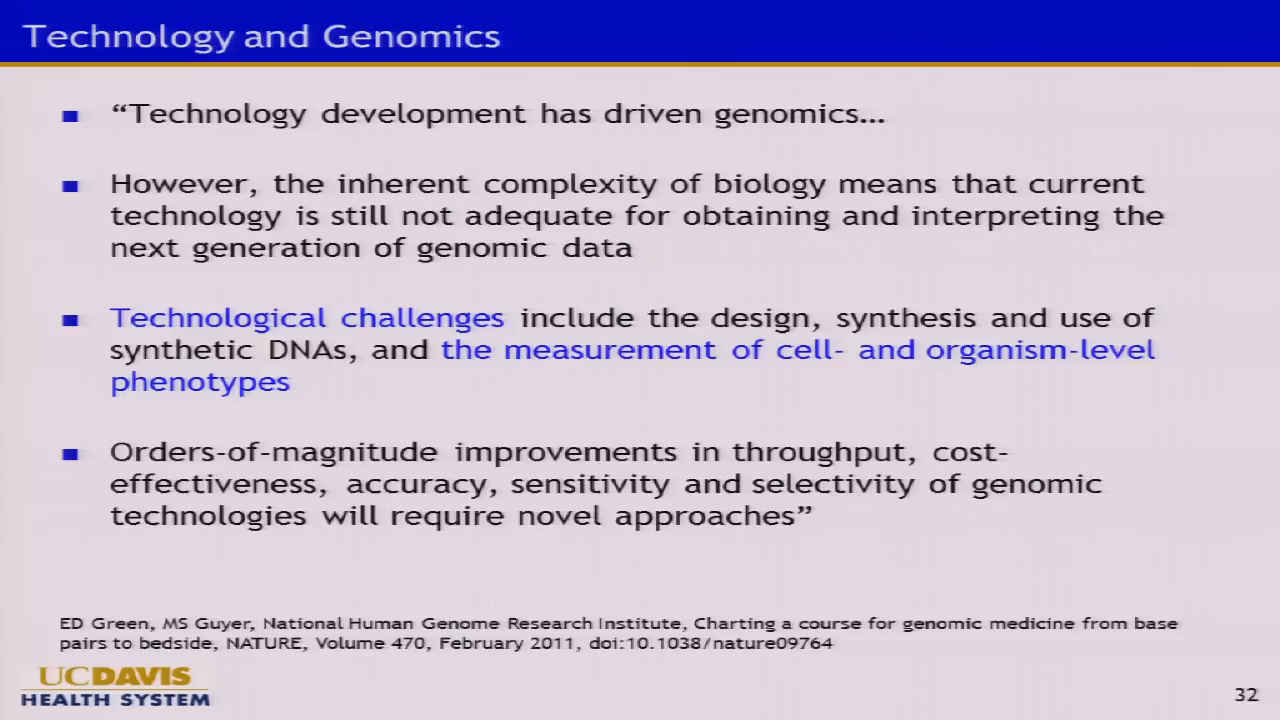 Technology and Genomics
“Technology development has driven genomics…
However, the inherent complexity of biology means that current
technology is still not adequate for obtaining and interpreting the
next generation of genomic data
Technological challenges include the design, synthesis and use of
synthetic DNAs, and the measurement of cell- and organism-level
phenotypes
Orders-of-magnitude improvements in throughput, cost-
effectiveness, accuracy, sensitivity and selectivity of genomic
technologies will require novel approaches”
ED Green, MS Guyer, National Human Genome Research Institute, Charting a course for genomic medicine from base
pairs to bedside, NATURE, Volume 470, February 2011, doi:10.1038/nature09764
UCDAVIS
HEALTH SYSTEM
32